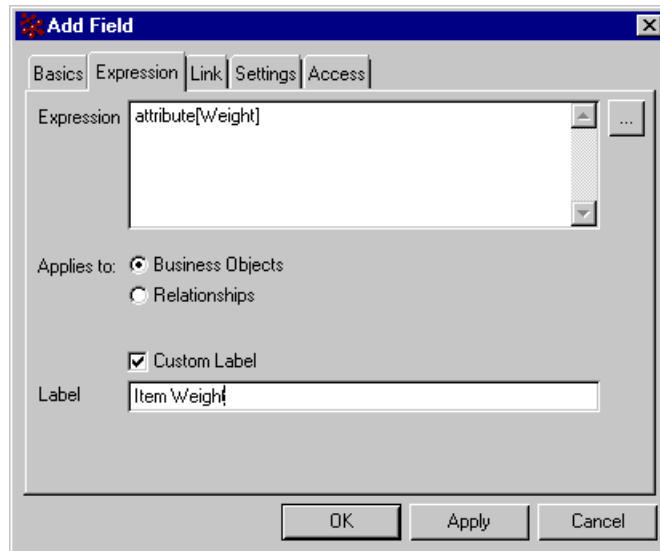 Add Field
Basics Expression Link Settings Access
Expression attribute[Weight] ...
Applies to: Business Objects
Relationships
Custom Label
Label Item Weight
OK Apply Cancel